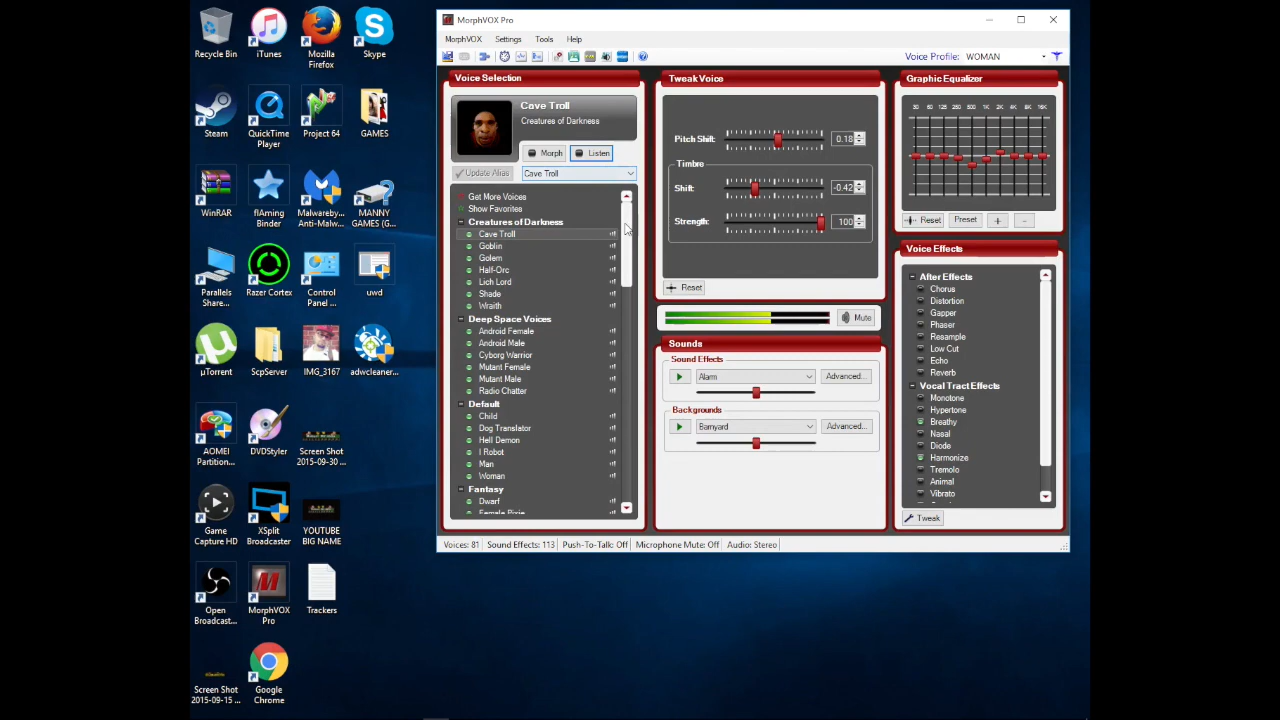 Recycle Bin
iTunes
Mozilla
Firefox
Skype
Steam
QuickTime
Player
Project 64
GAMES
WinRAR
flAming
Binder
Malwareby...
Anti-Malw...
MANNY
GAMES (G...
Parallels
Share...
Razer Cortex
Control
Panel ...
uwd
µTorrent
ScpServer
IMG_3167
adwcleaner...
AOMEI
Partition...
DVDStyler
Screen Shot
2015-09-30 ...
Game
Capture HD
XSplit
Broadcaster
YOUTUBE
BIG NAME
Open
Broadcast...
MorphVOX
Pro
Trackers
Screen Shot
2015-09-15 ...
Google
Chrome
MorphVOX Pro
MorphVOX Settings Tools Help
Voice Profile: WOMAN
Voice Selection
Cave Troll
Creatures of Darkness
Morph Listen
Update Alias Cave Troll
Get More Voices
Show Favorites
Creatures of Darkness
Cave Troll
Goblin
Golem
Half-Orc
Lich Lord
Shade
Wraith
Deep Space Voices
Android Female
Android Male
Cyborg Warrior
Mutant Female
Mutant Male
Radio Chatter
Default
Child
Dog Translator
Hell Demon
I Robot
Man
Woman
Fantasy
Dwarf
Female Pixie
Tweak Voice
Pitch Shift: 0.18
Timbre
Shift: -0.42
Strength: 100
Reset
Mute
Sounds
Sound Effects
Alarm Advanced...
Backgrounds
Barnyard Advanced...
Graphic Equalizer
30 60 125 250 500 1K 2K 4K 8K 16K
Reset Preset + -
Voice Effects
After Effects
Chorus
Distortion
Gapper
Phaser
Resample
Low Cut
Echo
Reverb
Vocal Tract Effects
Monotone
Hypertone
Breathy
Nasal
Diode
Harmonize
Tremolo
Animal
Vibrato
Tweak
Voices: 81 Sound Effects: 113 Push-To-Talk: Off Microphone Mute: Off Audio: Stereo